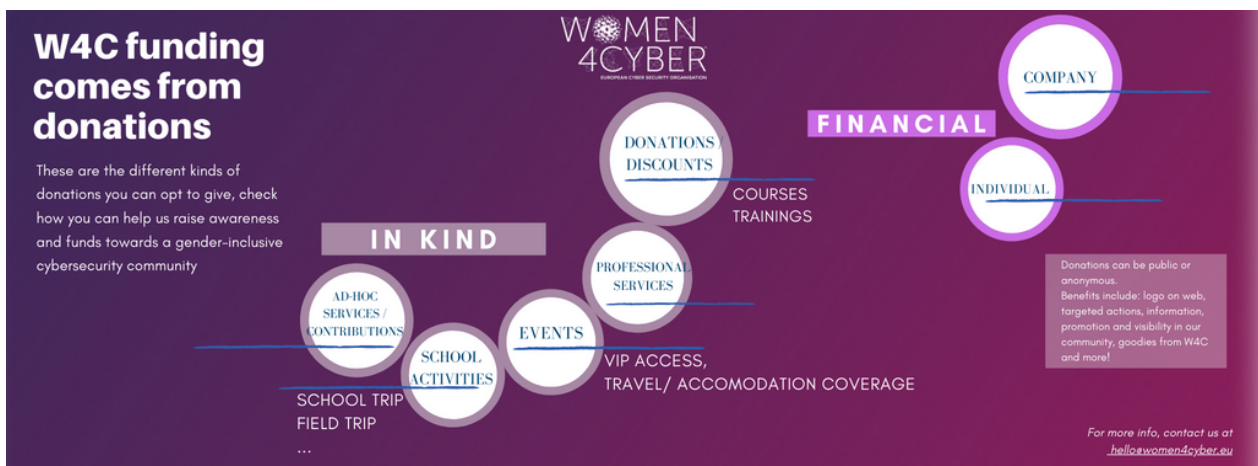 W4C funding
comes from
donations
These are the different kinds of
donations you can opt to give, check
how you can help us raise awareness
and funds towards a gender-inclusive
cybersecurity community
WOMEN
4CYBER
EUROPEAN CYBER SECURITY ORGANISATION
IN KIND
AD-HOC
SERVICES /
CONTRIBUTIONS
SCHOOL
ACTIVITIES
SCHOOL TRIP
FIELD TRIP
...
EVENTS
VIP ACCESS,
TRAVEL/ ACCOMODATION COVERAGE
PROFESSIONAL
SERVICES
DONATIONS /
DISCOUNTS
COURSES
TRAININGS
FINANCIAL
COMPANY
INDIVIDUAL
Donations can be public or
anonymous.
Benefits include: logo on web,
targeted actions, information,
promotion and visibility in our
community, goodies from W4C
and more!
For more info, contact us at
hello@women4cyber.eu